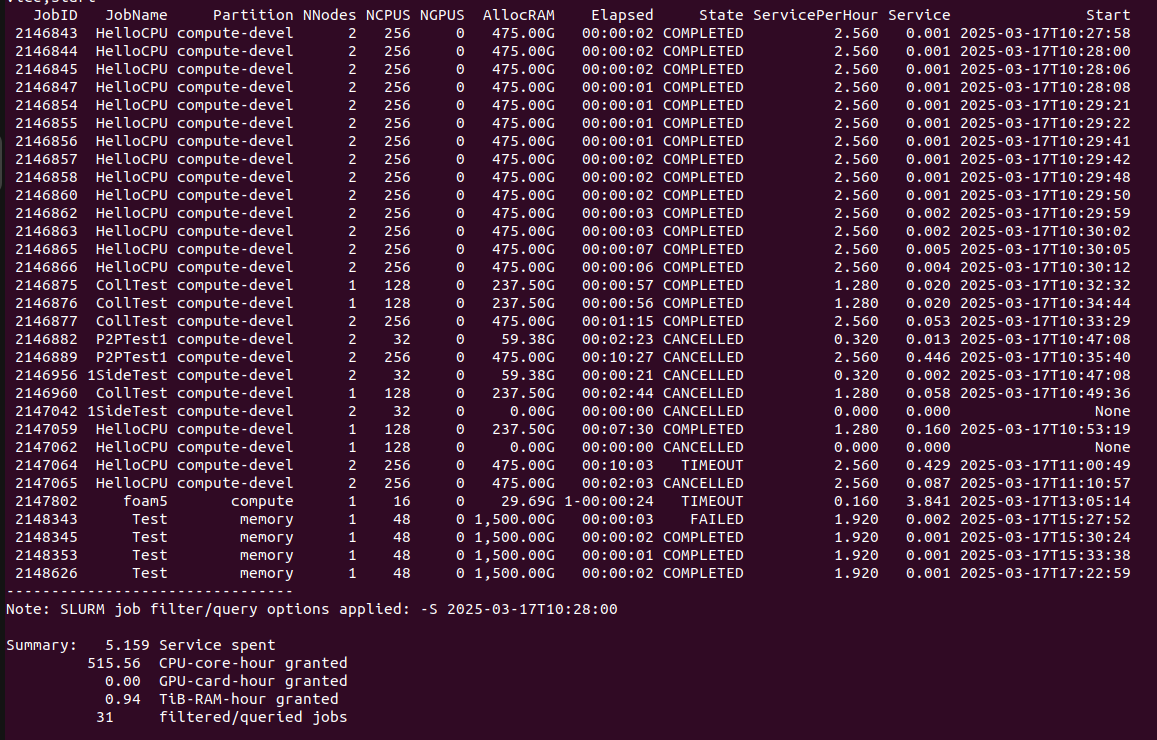 JobID JobName Partition NNodes NCPUS NGPUS AllocRAM Elapsed State ServicePerHour Service Start
2146843 HelloCPU compute-devel 2 256 0 475.00G 00:00:02 COMPLETED 2.560 0.001 2025-03-17T10:27:58
2146844 HelloCPU compute-devel 2 256 0 475.00G 00:00:02 COMPLETED 2.560 0.001 2025-03-17T10:28:00
2146845 HelloCPU compute-devel 2 256 0 475.00G 00:00:02 COMPLETED 2.560 0.001 2025-03-17T10:28:06
2146847 HelloCPU compute-devel 2 256 0 475.00G 00:00:01 COMPLETED 2.560 0.001 2025-03-17T10:28:08
2146854 HelloCPU compute-devel 2 256 0 475.00G 00:00:01 COMPLETED 2.560 0.001 2025-03-17T10:29:21
2146855 HelloCPU compute-devel 2 256 0 475.00G 00:00:01 COMPLETED 2.560 0.001 2025-03-17T10:29:22
2146856 HelloCPU compute-devel 2 256 0 475.00G 00:00:01 COMPLETED 2.560 0.001 2025-03-17T10:29:41
2146857 HelloCPU compute-devel 2 256 0 475.00G 00:00:02 COMPLETED 2.560 0.001 2025-03-17T10:29:42
2146858 HelloCPU compute-devel 2 256 0 475.00G 00:00:02 COMPLETED 2.560 0.001 2025-03-17T10:29:48
2146860 HelloCPU compute-devel 2 256 0 475.00G 00:00:02 COMPLETED 2.560 0.001 2025-03-17T10:29:50
2146862 HelloCPU compute-devel 2 256 0 475.00G 00:00:03 COMPLETED 2.560 0.002 2025-03-17T10:29:59
2146863 HelloCPU compute-devel 2 256 0 475.00G 00:00:03 COMPLETED 2.560 0.002 2025-03-17T10:30:02
2146865 HelloCPU compute-devel 2 256 0 475.00G 00:00:07 COMPLETED 2.560 0.005 2025-03-17T10:30:05
2146866 HelloCPU compute-devel 2 256 0 475.00G 00:00:06 COMPLETED 2.560 0.004 2025-03-17T10:30:12
2146875 CollTest compute-devel 1 128 0 237.50G 00:00:57 COMPLETED 1.280 0.020 2025-03-17T10:32:32
2146876 CollTest compute-devel 1 128 0 237.50G 00:00:56 COMPLETED 1.280 0.020 2025-03-17T10:34:44
2146877 CollTest compute-devel 2 256 0 475.00G 00:01:15 COMPLETED 2.560 0.053 2025-03-17T10:33:29
2146882 P2PTest1 compute-devel 2 32 0 59.38G 00:02:23 CANCELLED 0.320 0.013 2025-03-17T10:47:08
2146889 P2PTest1 compute-devel 2 256 0 475.00G 00:10:27 CANCELLED 2.560 0.446 2025-03-17T10:35:40
2146956 1SideTest compute-devel 2 32 0 59.38G 00:00:21 CANCELLED 0.320 0.002 2025-03-17T10:47:08
2146960 CollTest compute-devel 1 128 0 237.50G 00:02:44 CANCELLED 1.280 0.058 2025-03-17T10:49:36
2147042 1SideTest compute-devel 2 32 0 0.00G 00:00:00 CANCELLED 0.000 0.000 None
2147059 HelloCPU compute-devel 1 128 0 237.50G 00:07:30 COMPLETED 1.280 0.160 2025-03-17T10:53:19
2147062 HelloCPU compute-devel 1 128 0 0.00G 00:00:00 CANCELLED 0.000 0.000 None
2147064 HelloCPU compute-devel 2 256 0 475.00G 00:10:03 TIMEOUT 2.560 0.429 2025-03-17T11:00:49
2147065 HelloCPU compute-devel 2 256 0 475.00G 00:02:03 CANCELLED 2.560 0.087 2025-03-17T11:10:57
2147802 foam5 compute 1 16 0 29.69G 1-00:00:24 TIMEOUT 0.160 3.841 2025-03-17T13:05:14
2148343 Test memory 1 48 0 1,500.00G 00:00:03 FAILED 1.920 0.002 2025-03-17T15:27:52
2148345 Test memory 1 48 0 1,500.00G 00:00:02 COMPLETED 1.920 0.001 2025-03-17T15:30:24
2148353 Test memory 1 48 0 1,500.00G 00:00:01 COMPLETED 1.920 0.001 2025-03-17T15:33:38
2148626 Test memory 1 48 0 1,500.00G 00:00:02 COMPLETED 1.920 0.001 2025-03-17T17:22:59
--------------------------------
Note: SLURM job filter/query options applied: -S 2025-03-17T10:28:00
Summary: 5.159 Service spent
515.56 CPU-core-hour granted
0.00 GPU-card-hour granted
0.94 TiB-RAM-hour granted
31 filtered/queried jobs